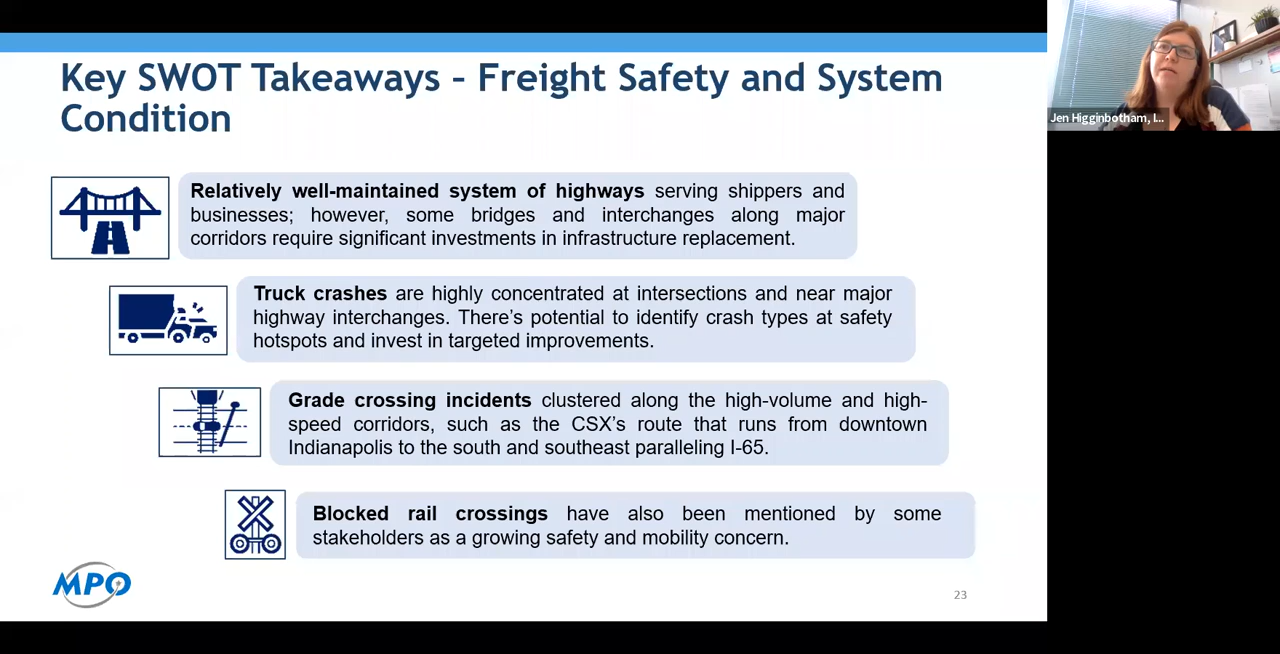 Key SWOT Takeaways – Freight Safety and System
Condition
Relatively well-maintained system of highways serving shippers and
businesses; however, some bridges and interchanges along major
corridors require significant investments in infrastructure replacement.
Truck crashes are highly concentrated at intersections and near major
highway interchanges. There's potential to identify crash types at safety
hotspots and invest in targeted improvements.
Grade crossing incidents clustered along the high-volume and high-
speed corridors, such as the CSX's route that runs from downtown
Indianapolis to the south and southeast paralleling I-65.
Blocked rail crossings have also been mentioned by some
stakeholders as a growing safety and mobility concern.
MPO
23
Jen Higginbotham, I...